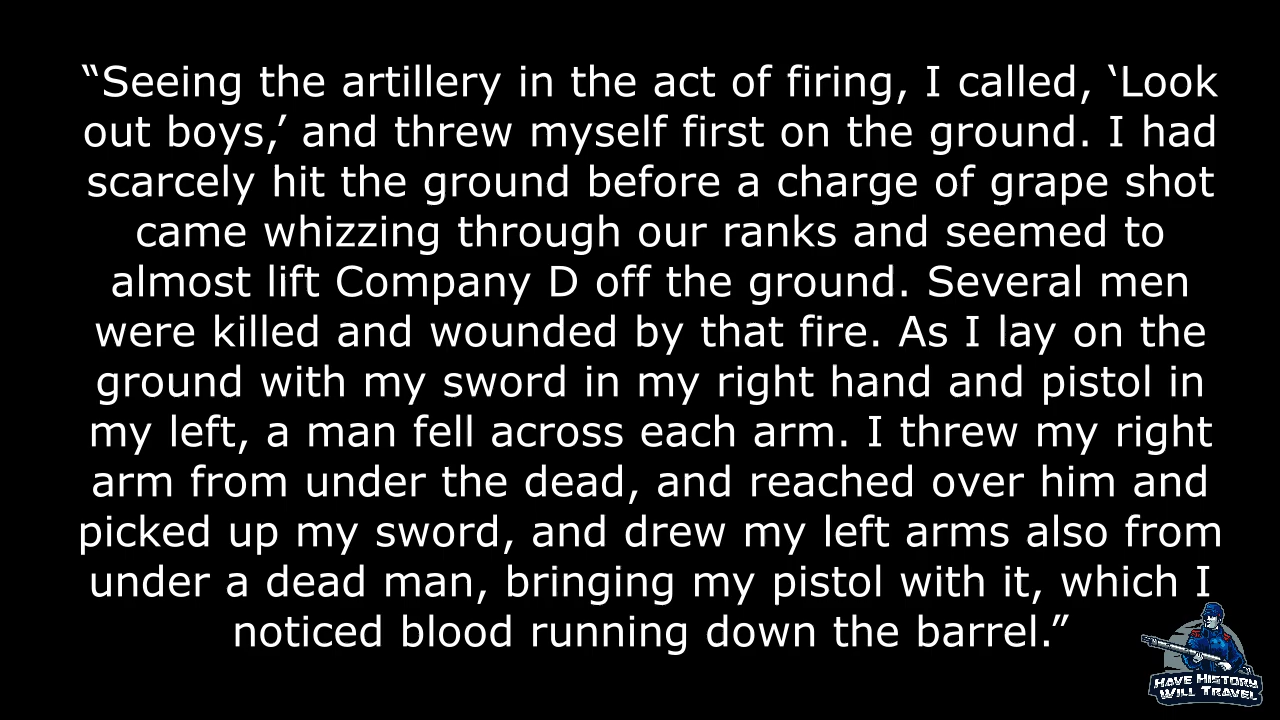 “Seeing the artillery in the act of firing, I called, ‘Look
out boys,’ and threw myself first on the ground. I had
scarcely hit the ground before a charge of grape shot
came whizzing through our ranks and seemed to
almost lift Company D off the ground. Several men
were killed and wounded by that fire. As I lay on the
ground with my sword in my right hand and pistol in
my left, a man fell across each arm. I threw my right
arm from under the dead, and reached over him and
picked up my sword, and drew my left arms also from
under a dead man, bringing my pistol with it, which I
noticed blood running down the barrel.”
HAVE HISTORY
WILL TRAVEL